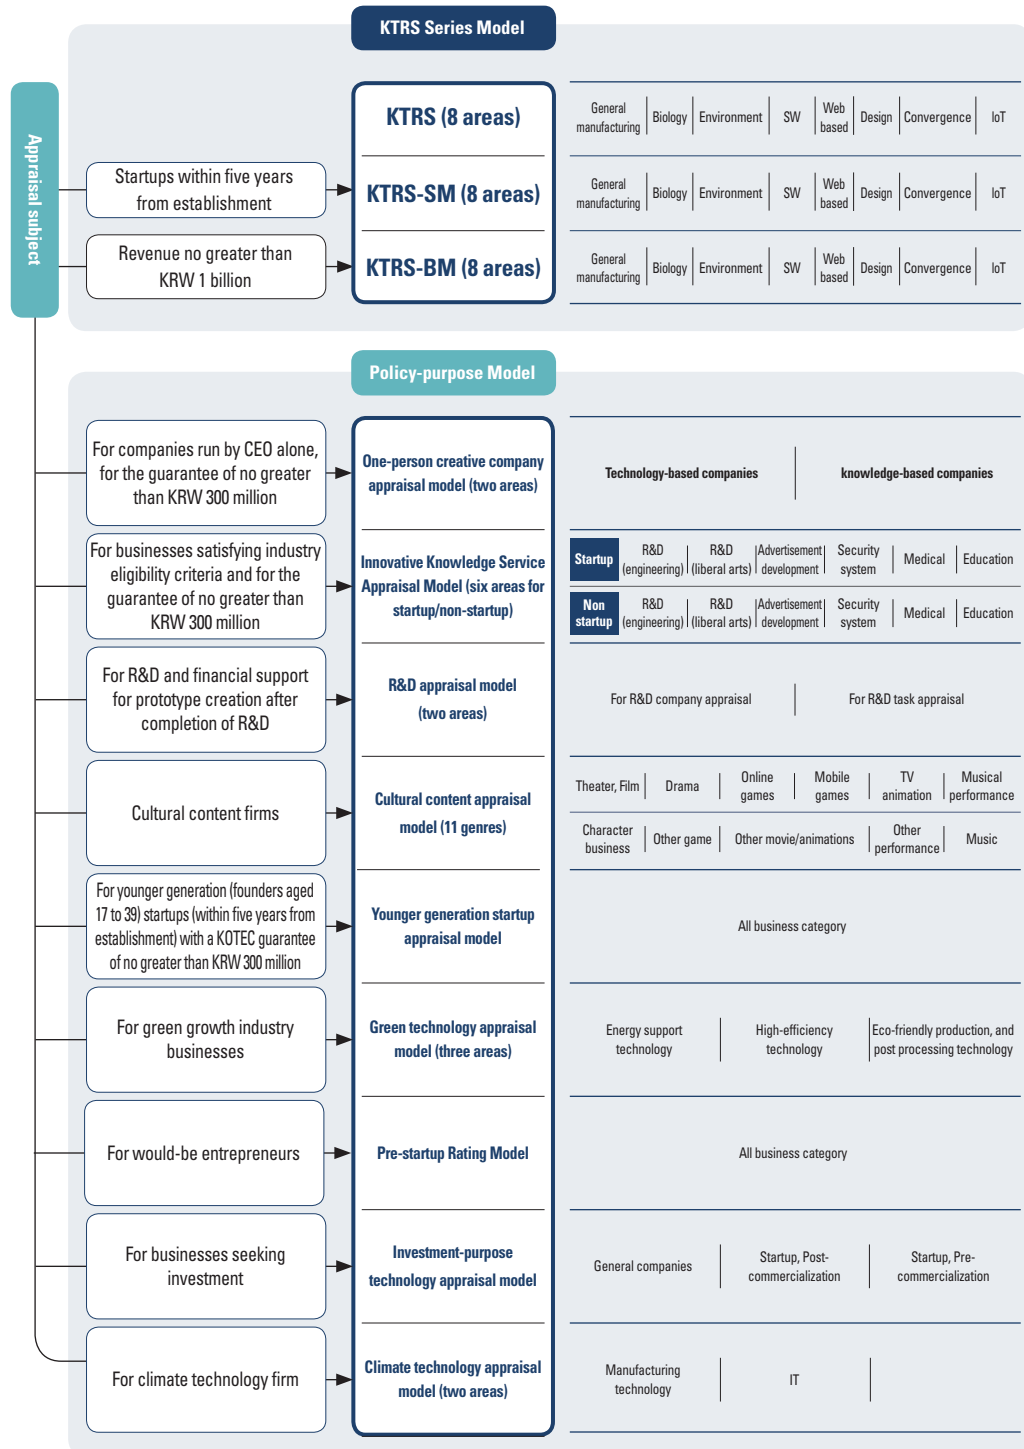 KTRS Series Model
Appraisal subject
KTRS (8 areas)
General
manufacturing
Biology
Environment
SW
Web
based
Design
Convergence
IoT
Startups within five years
from establishment
KTRS-SM (8 areas)
General
manufacturing
Biology
Environment
SW
Web
based
Design
Convergence
IoT
Revenue no greater than
KRW 1 billion
KTRS-BM (8 areas)
General
manufacturing
Biology
Environment
SW
Web
based
Design
Convergence
IoT
Policy-purpose Model
For companies run by CEO alone,
for the guarantee of no greater
than KRW 300 million
One-person creative company
appraisal model (two areas)
Technology-based companies
knowledge-based companies
For businesses satisfying industry
eligibility criteria and for the
guarantee of no greater than
KRW 300 million
Innovative Knowledge Service
Appraisal Model (six areas for
startup/non-startup)
Startup
R&D
(engineering)
R&D
(liberal arts)
Advertisement
development
Security
system
Medical
Education
Non
startup
R&D
(engineering)
R&D
(liberal arts)
Advertisement
development
Security
system
Medical
Education
For R&D and financial support
for prototype creation after
completion of R&D
R&D appraisal model
(two areas)
For R&D company appraisal
For R&D task appraisal
Cultural content firms
Cultural content appraisal
model (11 genres)
Theater, Film
Drama
Online
games
Mobile
games
TV
animation
Musical
performance
Character
business
Other game
Other movie/animations
Other
performance
Music
For younger generation (founders aged
17 to 39) startups (within five years from
establishment) with a KOTEC guarantee
of no greater than KRW 300 million
Younger generation startup
appraisal model
All business category
For green growth industry
businesses
Green technology appraisal
model (three areas)
Energy support
technology
High-efficiency
technology
Eco-friendly production, and
post processing technology
For would-be entrepreneurs
Pre-startup Rating Model
All business category
For businesses seeking
investment
Investment-purpose
technology appraisal model
General companies
Startup, Post-
commercialization
Startup, Pre-
commercialization
For climate technology firm
Climate technology appraisal
model (two areas)
Manufacturing
technology
IT